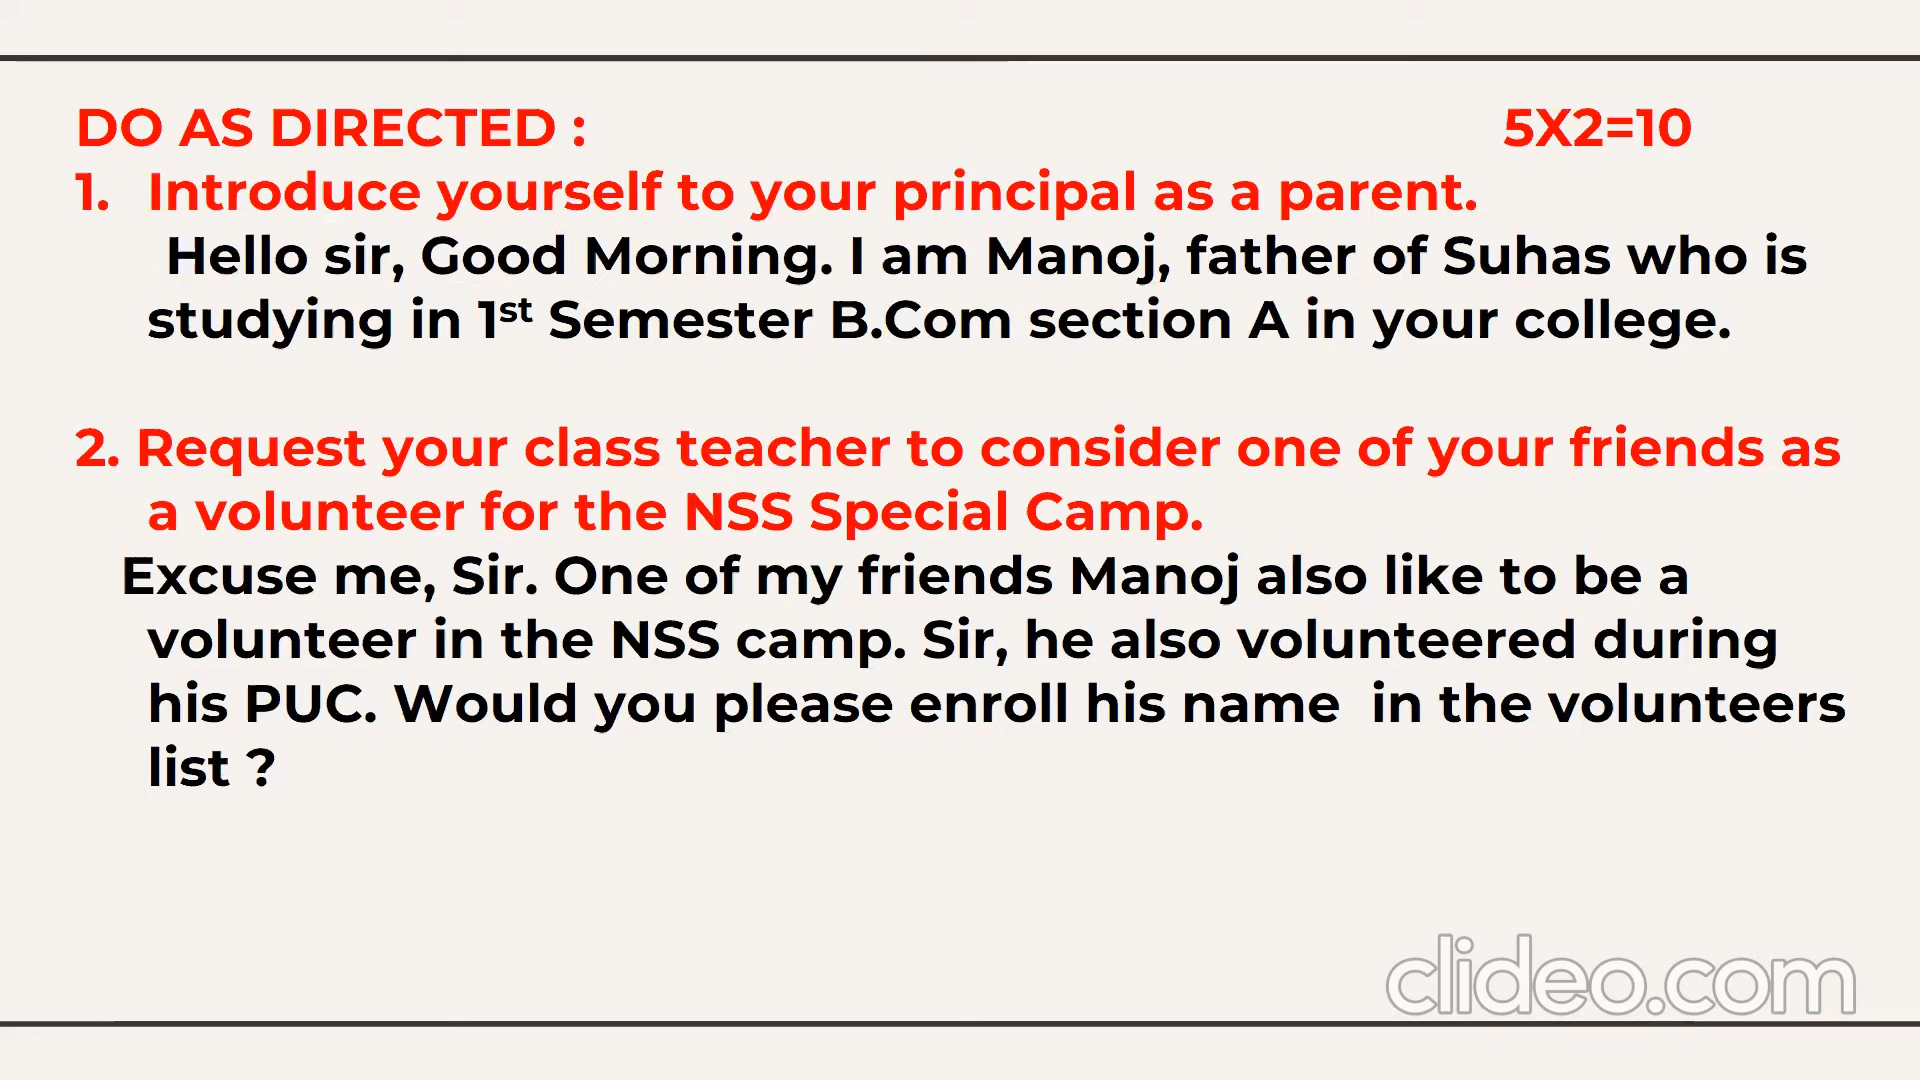 DO AS DIRECTED : 5X2=10
1. Introduce yourself to your principal as a parent.
Hello sir, Good Morning. I am Manoj, father of Suhas who is
studying in 1st Semester B.Com section A in your college.
2. Request your class teacher to consider one of your friends as
a volunteer for the NSS Special Camp.
Excuse me, Sir. One of my friends Manoj also like to be a
volunteer in the NSS camp. Sir, he also volunteered during
his PUC. Would you please enroll his name in the volunteers
list ?
clideo.com